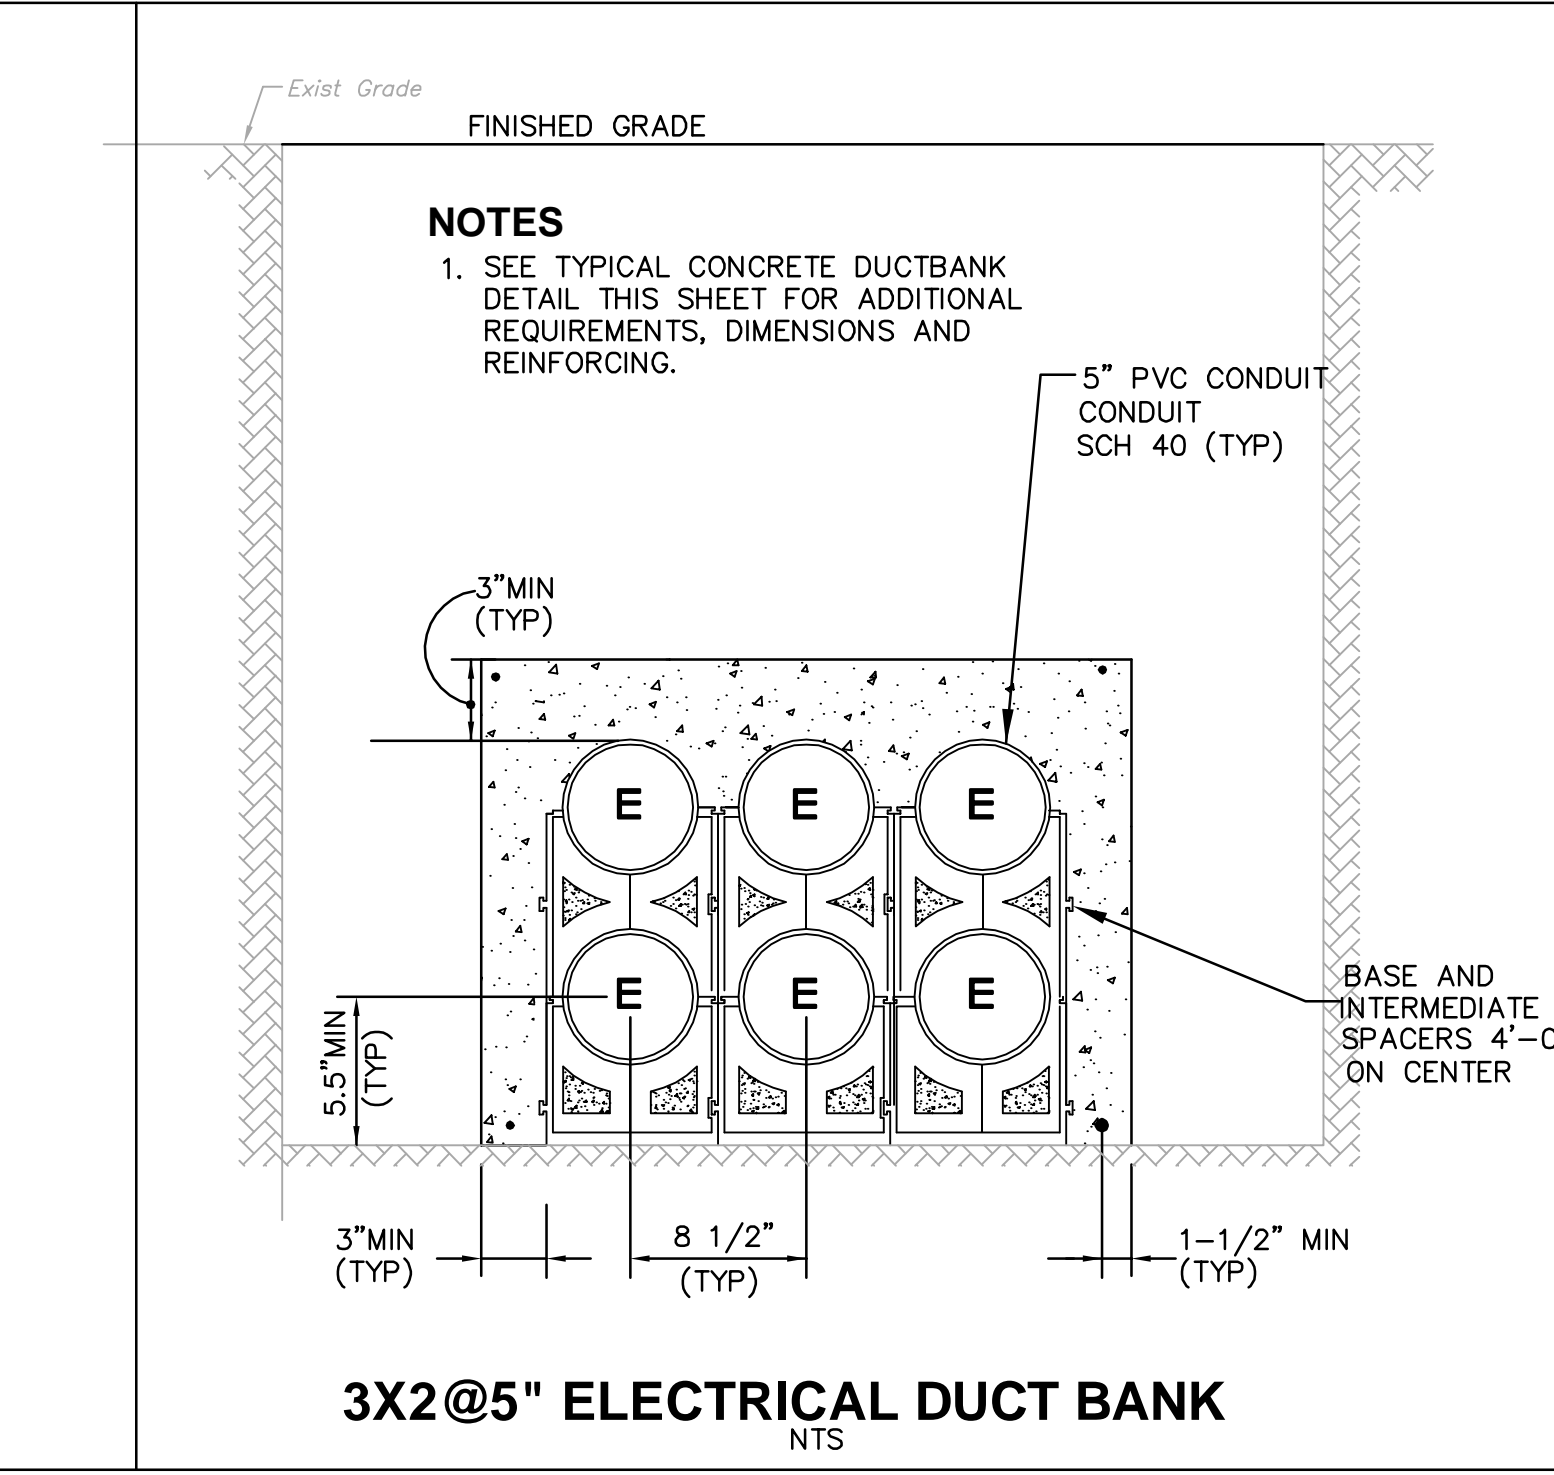 Exist Grade
FINISHED GRADE
NOTES
1. SEE TYPICAL CONCRETE DUCTBANK
DETAIL THIS SHEET FOR ADDITIONAL
REQUIREMENTS, DIMENSIONS AND
REINFORCING.
5" PVC CONDUIT
CONDUIT
SCH 40 (TYP)
3"MIN
(TYP)
E E E
E E E
BASE AND
INTERMEDIATE
SPACERS 4'-0
ON CENTER
5.5"MIN
(TYP)
3"MIN
(TYP)
8 1/2"
(TYP)
1-1/2" MIN
(TYP)
3X2@5" ELECTRICAL DUCT BANK
NTS